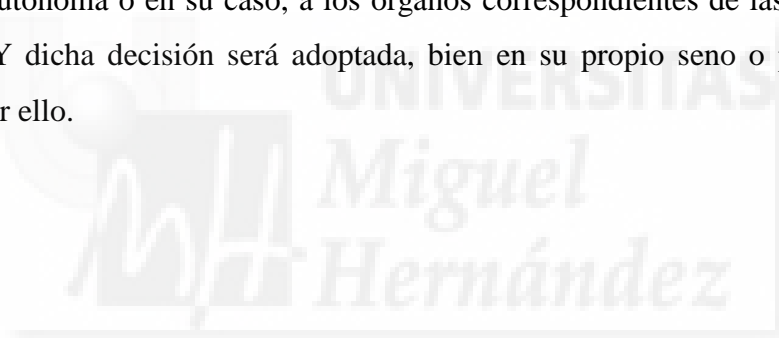 utónoma o en su caso, a los órganos correspondientes de las
Y dicha decisión será adoptada, bien en su propio seno o
r ello.
UNIVERSITAS
Miguel
Hernández